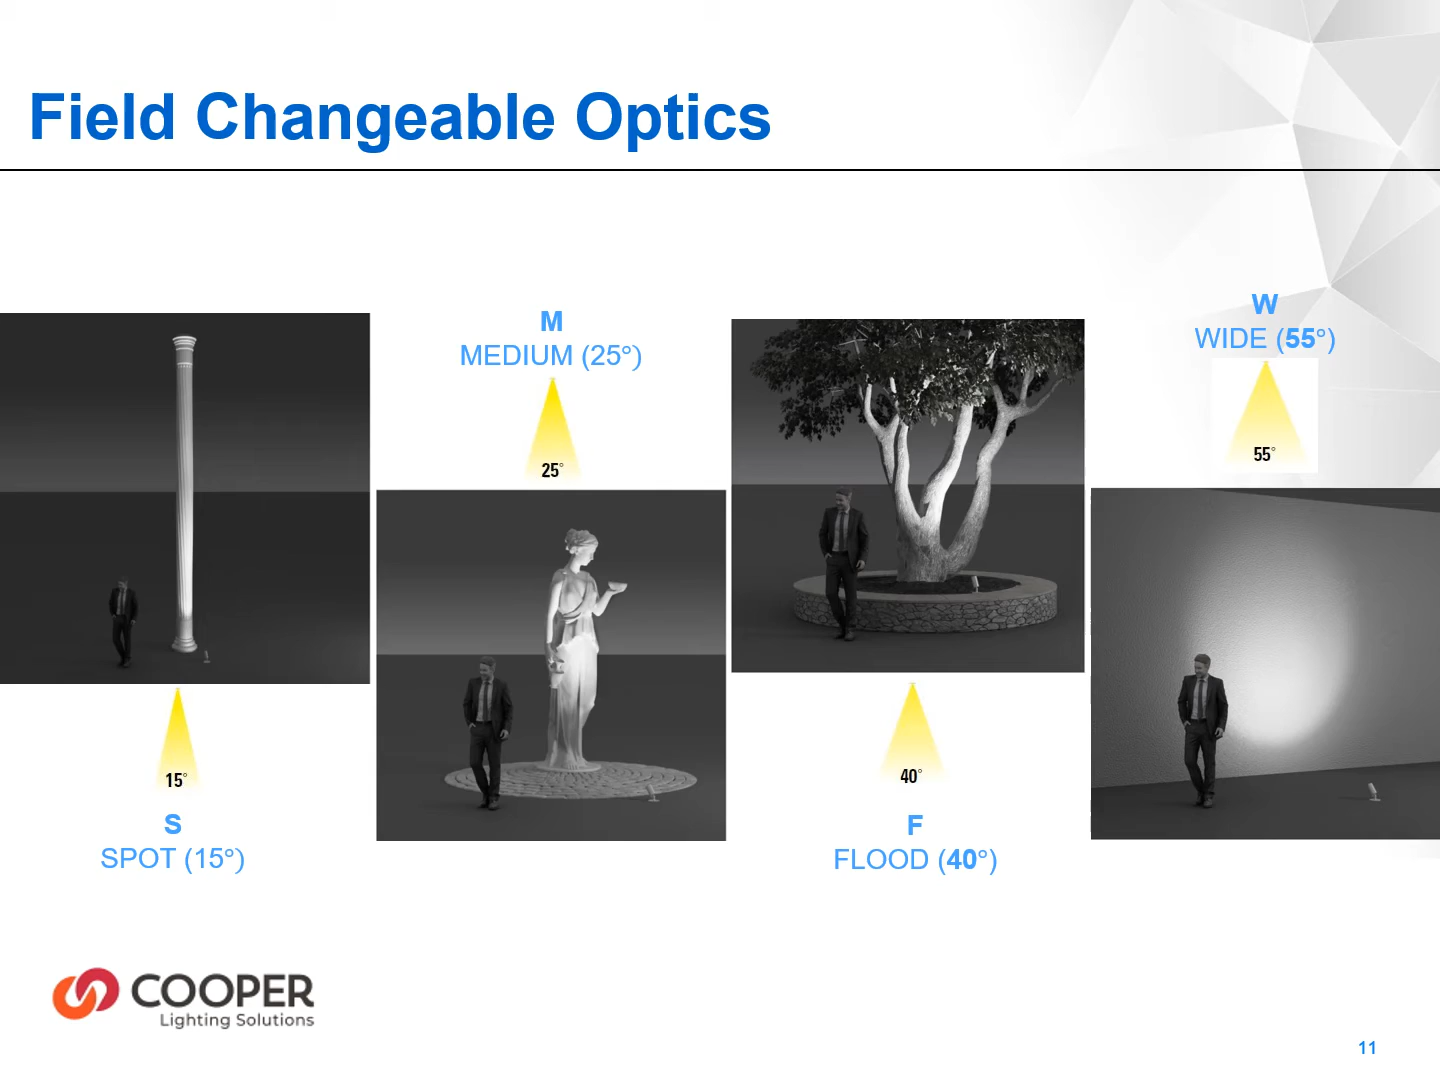 Field Changeable Optics
M
MEDIUM (25°)
25°
W
WIDE (55°)
55°
15°
S
SPOT (15°)
40°
F
FLOOD (40°)
COOPER
Lighting Solutions
11